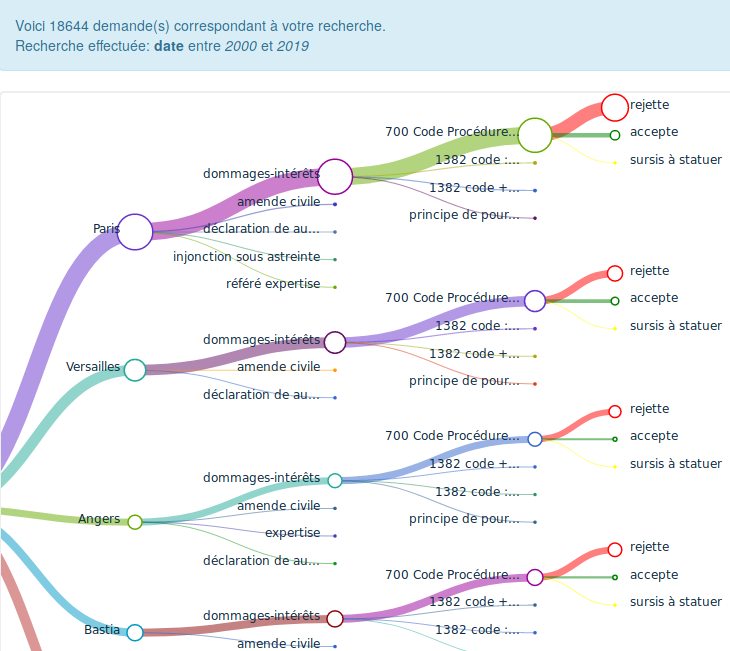 Voici 18644 demande(s) correspondant à votre recherche.
Recherche effectuée: date entre 2000 et 2019
rejette
700 Code Procédure...
accepte
1382 code :...
sursis à statuer
dommages-intérêts
1382 code +...
amende civile
principe de pour...
Paris
déclaration de au...
injonction sous astreinte
référé expertise
rejette
700 Code Procédure...
accepte
1382 code :...
sursis à statuer
dommages-intérêts
1382 code +...
Versailles
amende civile
principe de pour...
déclaration de au...
rejette
700 Code Procédure...
accepte
1382 code +...
sursis à statuer
dommages-intérêts
1382 code :...
amende civile
Angers
principe de pour...
expertise
déclaration de au...
rejette
700 Code Procédure...
accepte
1382 code +...
sursis à statuer
dommages-intérêts
Bastia
1382 code :...
amende civile